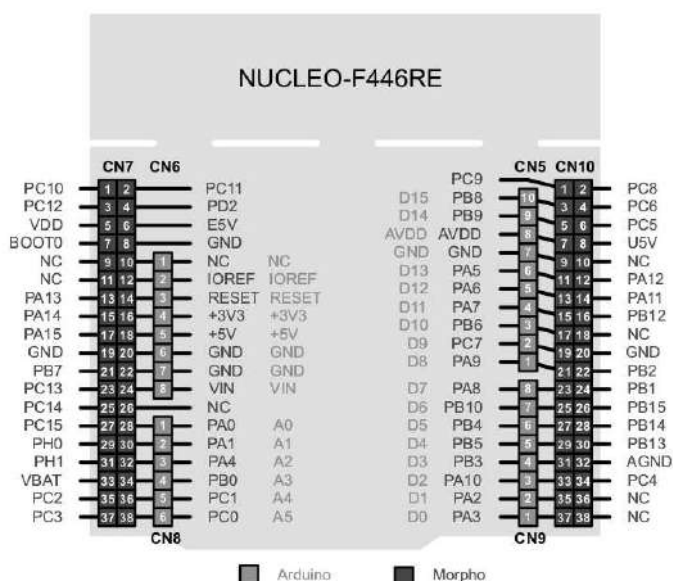 NUCLEO-F446RE
CN7 CN6 CN5 CN10
PC9
PC10 1 2 PC11 1 2 PC8
PC12 3 4 PD2 D15 PB8 10 3 4 PC6
VDD 5 6 E5V D14 PB9 9 5 6 PC5
BOOT0 7 8 GND AVDD AVDD 8 7 8 U5V
NC 9 10 1 NC NC GND GND 7 9 10 NC
NC 11 12 2 IOREF IOREF D13 PA5 6 11 12 PA12
PA13 13 14 3 RESET RESET D12 PA6 5 13 14 PA11
PA14 15 16 4 +3V3 +3V3 D11 PA7 4 15 16 PB12
PA15 17 18 5 +5V +5V D10 PB6 3 17 18 NC
GND 19 20 6 GND GND D9 PC7 2 19 20 GND
PB7 21 22 7 GND GND D8 PA9 1 21 22 PB2
PC13 23 24 8 VIN VIN D7 PA8 8 23 24 PB1
PC14 25 26 NC D6 PB10 7 25 26 PB15
PC15 27 28 1 PA0 A0 D5 PB4 6 27 28 PB14
PH0 29 30 2 PA1 A1 D4 PB5 5 29 30 PB13
PH1 31 32 3 PA4 A2 D3 PB3 4 31 32 AGND
VBAT 33 34 4 PB0 A3 D2 PA10 3 33 34 PC4
PC2 35 36 5 PC1 A4 D1 PA2 2 35 36 NC
PC3 37 38 6 PC0 A5 D0 PA3 1 37 38 NC
CN8 CN9
Arduino Morpho